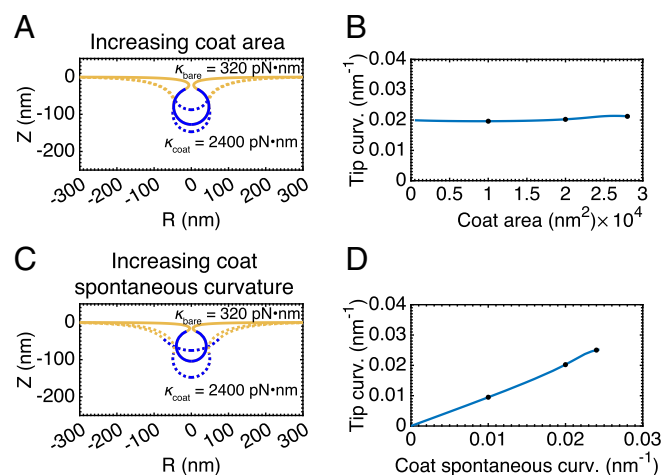 A
Increasing coat area
κbare = 320 pN•nm
κcoat = 2400 pN•nm
0
-100
-200
Z (nm)
-300
-200
-100
0
100
200
300
R (nm)
B
0.04
0.03
0.02
0.01
0
Tip curv. (nm-1)
0
0.5
1
1.5
2
2.5
3
Coat area (nm2)× 104
C
Increasing coat
spontaneous curvature
κbare = 320 pN•nm
κcoat = 2400 pN•nm
0
-100
-200
Z (nm)
-300
-200
-100
0
100
200
300
R (nm)
D
0.04
0.03
0.02
0.01
0
Tip curv. (nm-1)
0
0.01
0.02
0.03
Coat spontaneous curv. (nm-1)